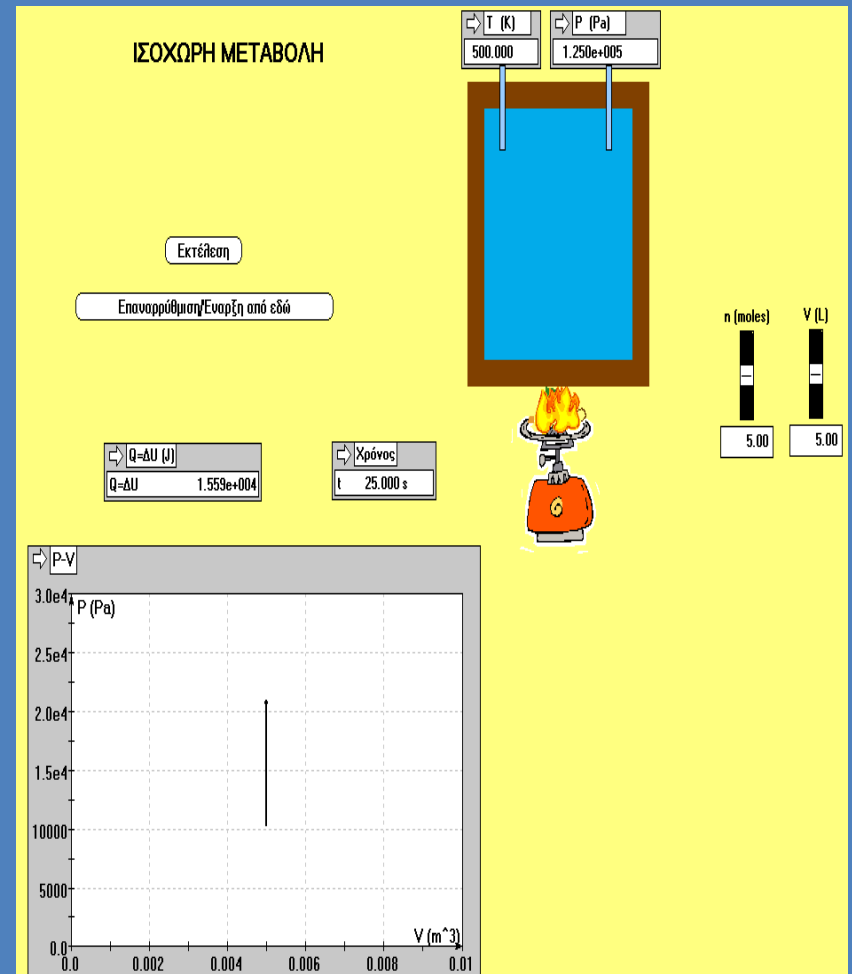 ΙΣΟΧΩΡΗ ΜΕΤΑΒΟΛΗ
T (K)
500.000
P (Pa)
1.250e+005
Εκτέλεση
Επαναρρύθμιση/Έναρξη από εδώ
n (moles)
5.00
V (L)
5.00
Q=ΔU (J)
Q=ΔU 1.559e+004
Χρόνος
t 25.000 s
P-V
P (Pa)
3.0e4
2.5e4
2.0e4
1.5e4
10000
5000
0.0
V (m^3)
0.0 0.002 0.004 0.006 0.008 0.01